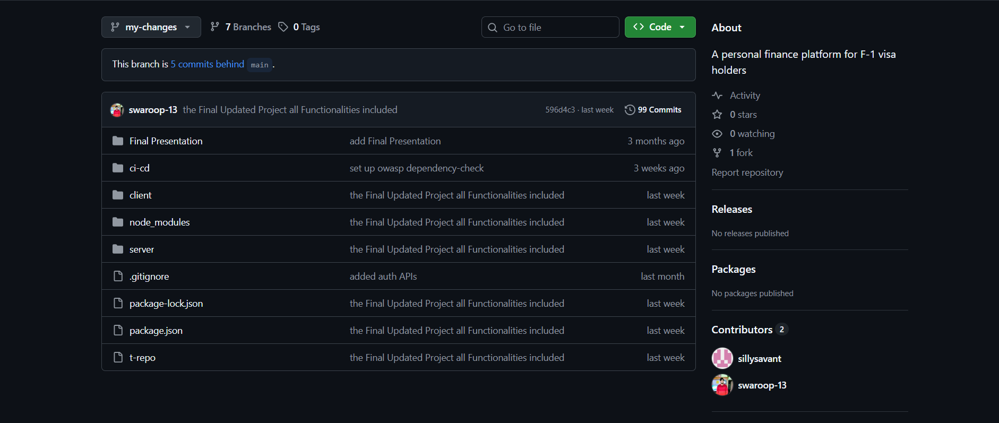 my-changes
7 Branches
0 Tags
Go to file
Code
This branch is 5 commits behind main.
swaroop-13 the Final Updated Project all Functionalities included 596d4c3 · last week 99 Commits
Final Presentation add Final Presentation 3 months ago
ci-cd set up owasp dependency-check 3 weeks ago
client the Final Updated Project all Functionalities included last week
node_modules the Final Updated Project all Functionalities included last week
server the Final Updated Project all Functionalities included last week
.gitignore added auth APIs last month
package-lock.json the Final Updated Project all Functionalities included last week
package.json the Final Updated Project all Functionalities included last week
t-repo the Final Updated Project all Functionalities included last week
About
A personal finance platform for F-1 visa
holders
Activity
0 stars
0 watching
1 fork
Report repository
Releases
No releases published
Packages
No packages published
Contributors 2
sillysavant
swaroop-13